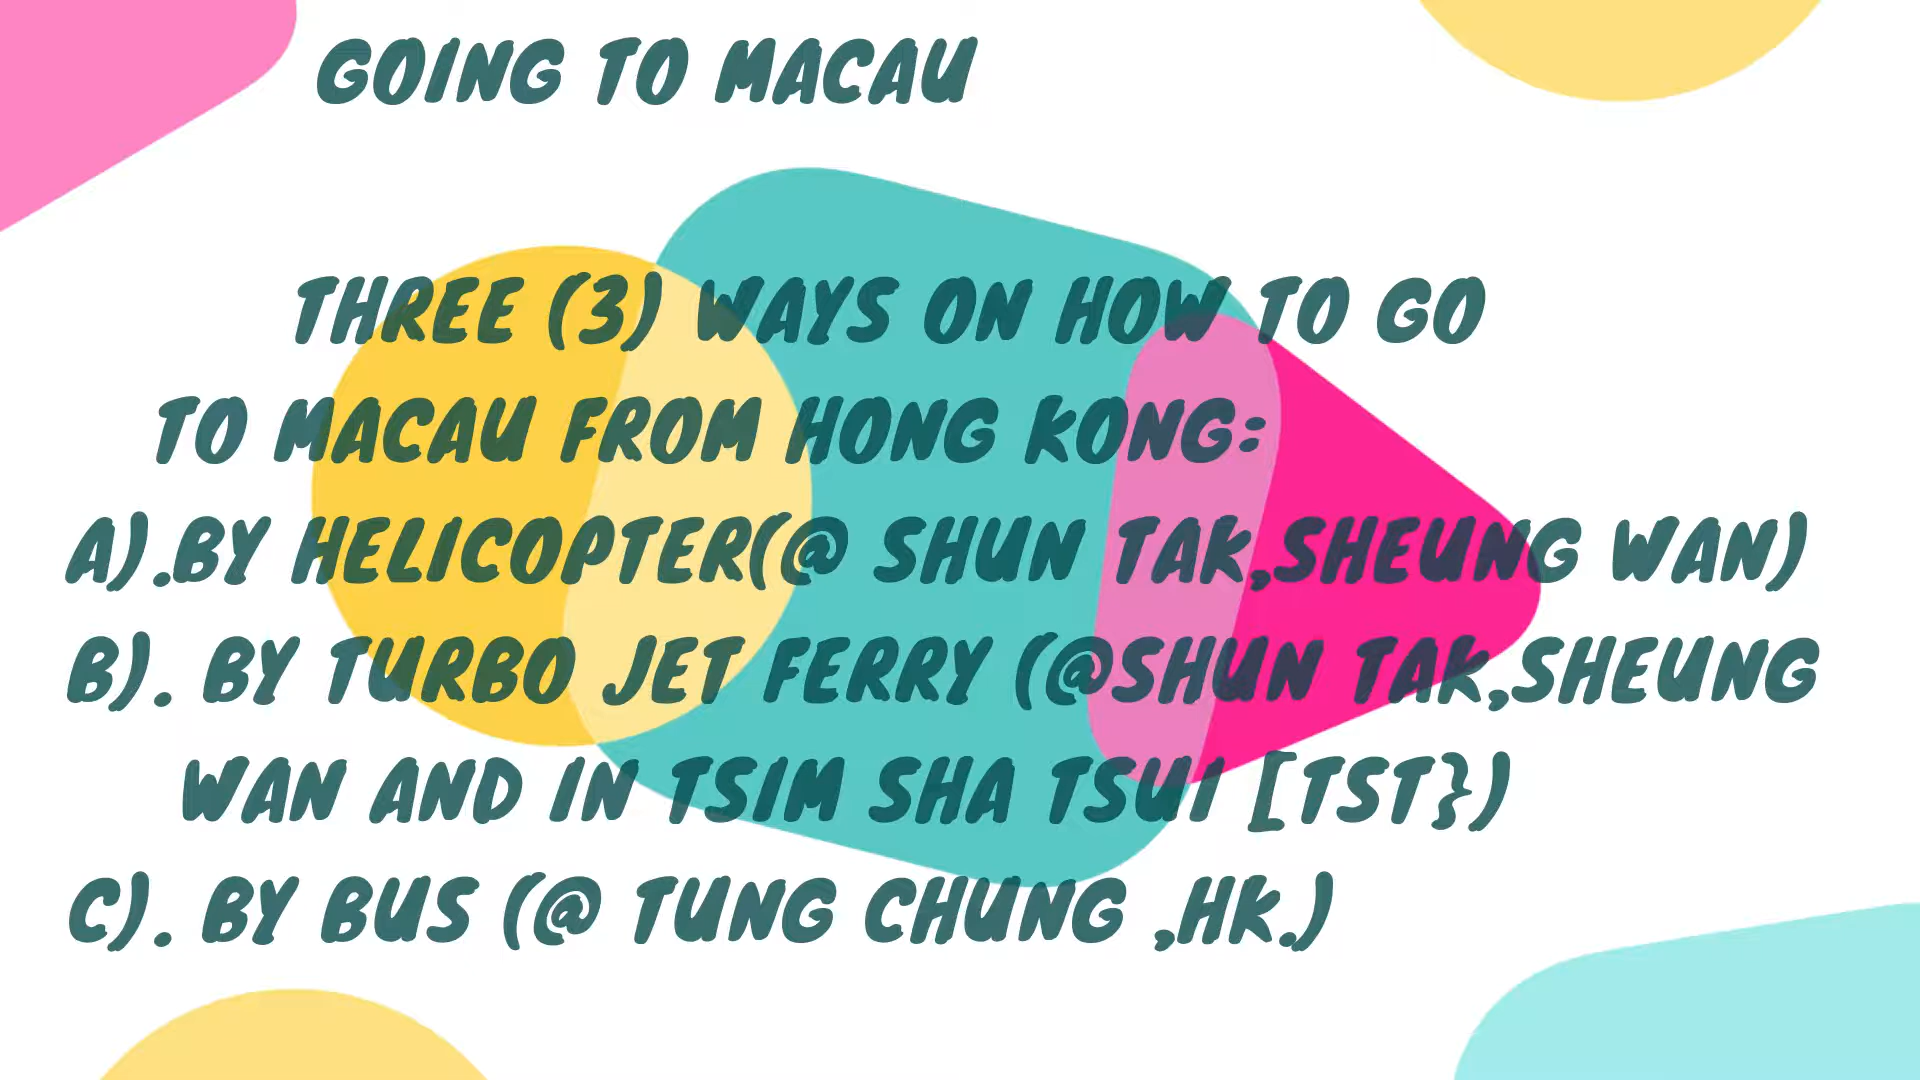 GOING TO MACAU
THREE (3) WAYS ON HOW TO GO
TO MACAU FROM HONG KONG:
A).BY HELICOPTER(@ SHUN TAK,SHEUNG WAN)
B). BY TURBO JET FERRY (@SHUN TAK,SHEUNG
WAN AND IN TSIM SHA TSUI [TST})
C). BY BUS (@ TUNG CHUNG ,HK.)